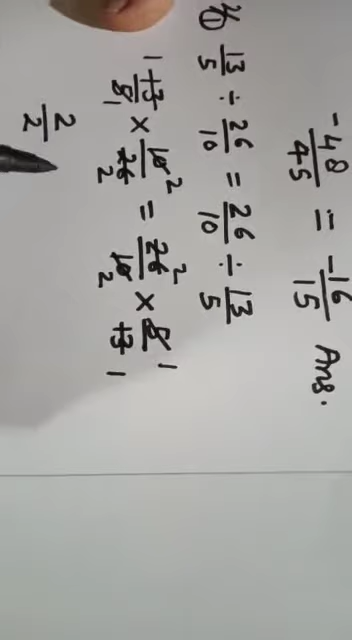 -48/45 = -16/15 Ans.
13/5 ÷ 26/10 = 26/10 ÷ 13/5
1 13/5 1 × 10/26 2 2 = 26/10 2 2 × 5/13 1 1
2/2